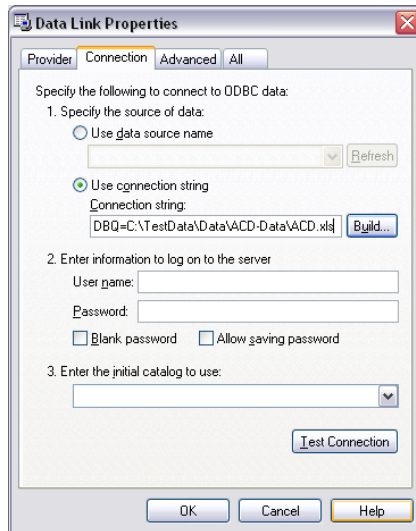 Data Link Properties
Provider Connection Advanced All
Specify the following to connect to ODBC data:
1. Specify the source of data:
Use data source name
Refresh
Use connection string
Connection string:
DBQ=C:\TestData\Data\ACD-Data\ACD.xls Build...
2. Enter information to log on to the server
User name:
Password:
Blank password Allow saving password
3. Enter the initial catalog to use:
Test Connection
OK Cancel Help